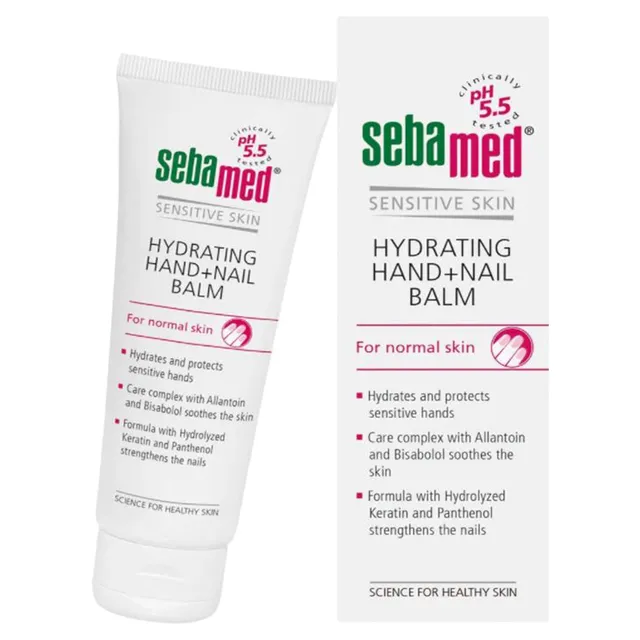 clinically
pH
5.5
tested
sebamed®
SENSITIVE SKIN
HYDRATING
HAND+NAIL
BALM
For normal skin
Hydrates and protects
sensitive hands
Care complex with Allantoin
and Bisabolol soothes the skin
Formula with Hydrolyzed
Keratin and Panthenol
strengthens the nails
SCIENCE FOR HEALTHY SKIN
clinically
pH
5.5
tested
sebamed®
SENSITIVE SKIN
HYDRATING
HAND+NAIL
BALM
For normal skin
Hydrates and protects
sensitive hands
Care complex with Allantoin
and Bisabolol soothes the
skin
Formula with Hydrolyzed
Keratin and Panthenol
strengthens the nails
SCIENCE FOR HEALTHY SKIN